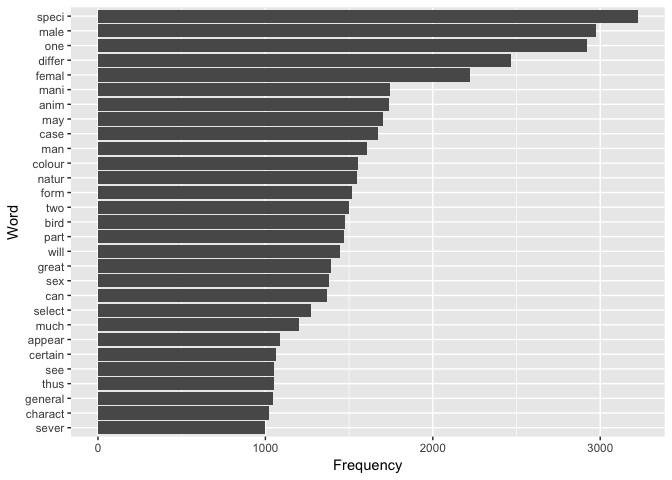 speci
male
one
differ
femal
mani
anim
may
case
man
colour
natur
form
two
bird
part
will
great
sex
can
select
much
appear
certain
see
thus
general
charact
sever
Word
0 1000 2000 3000
Frequency